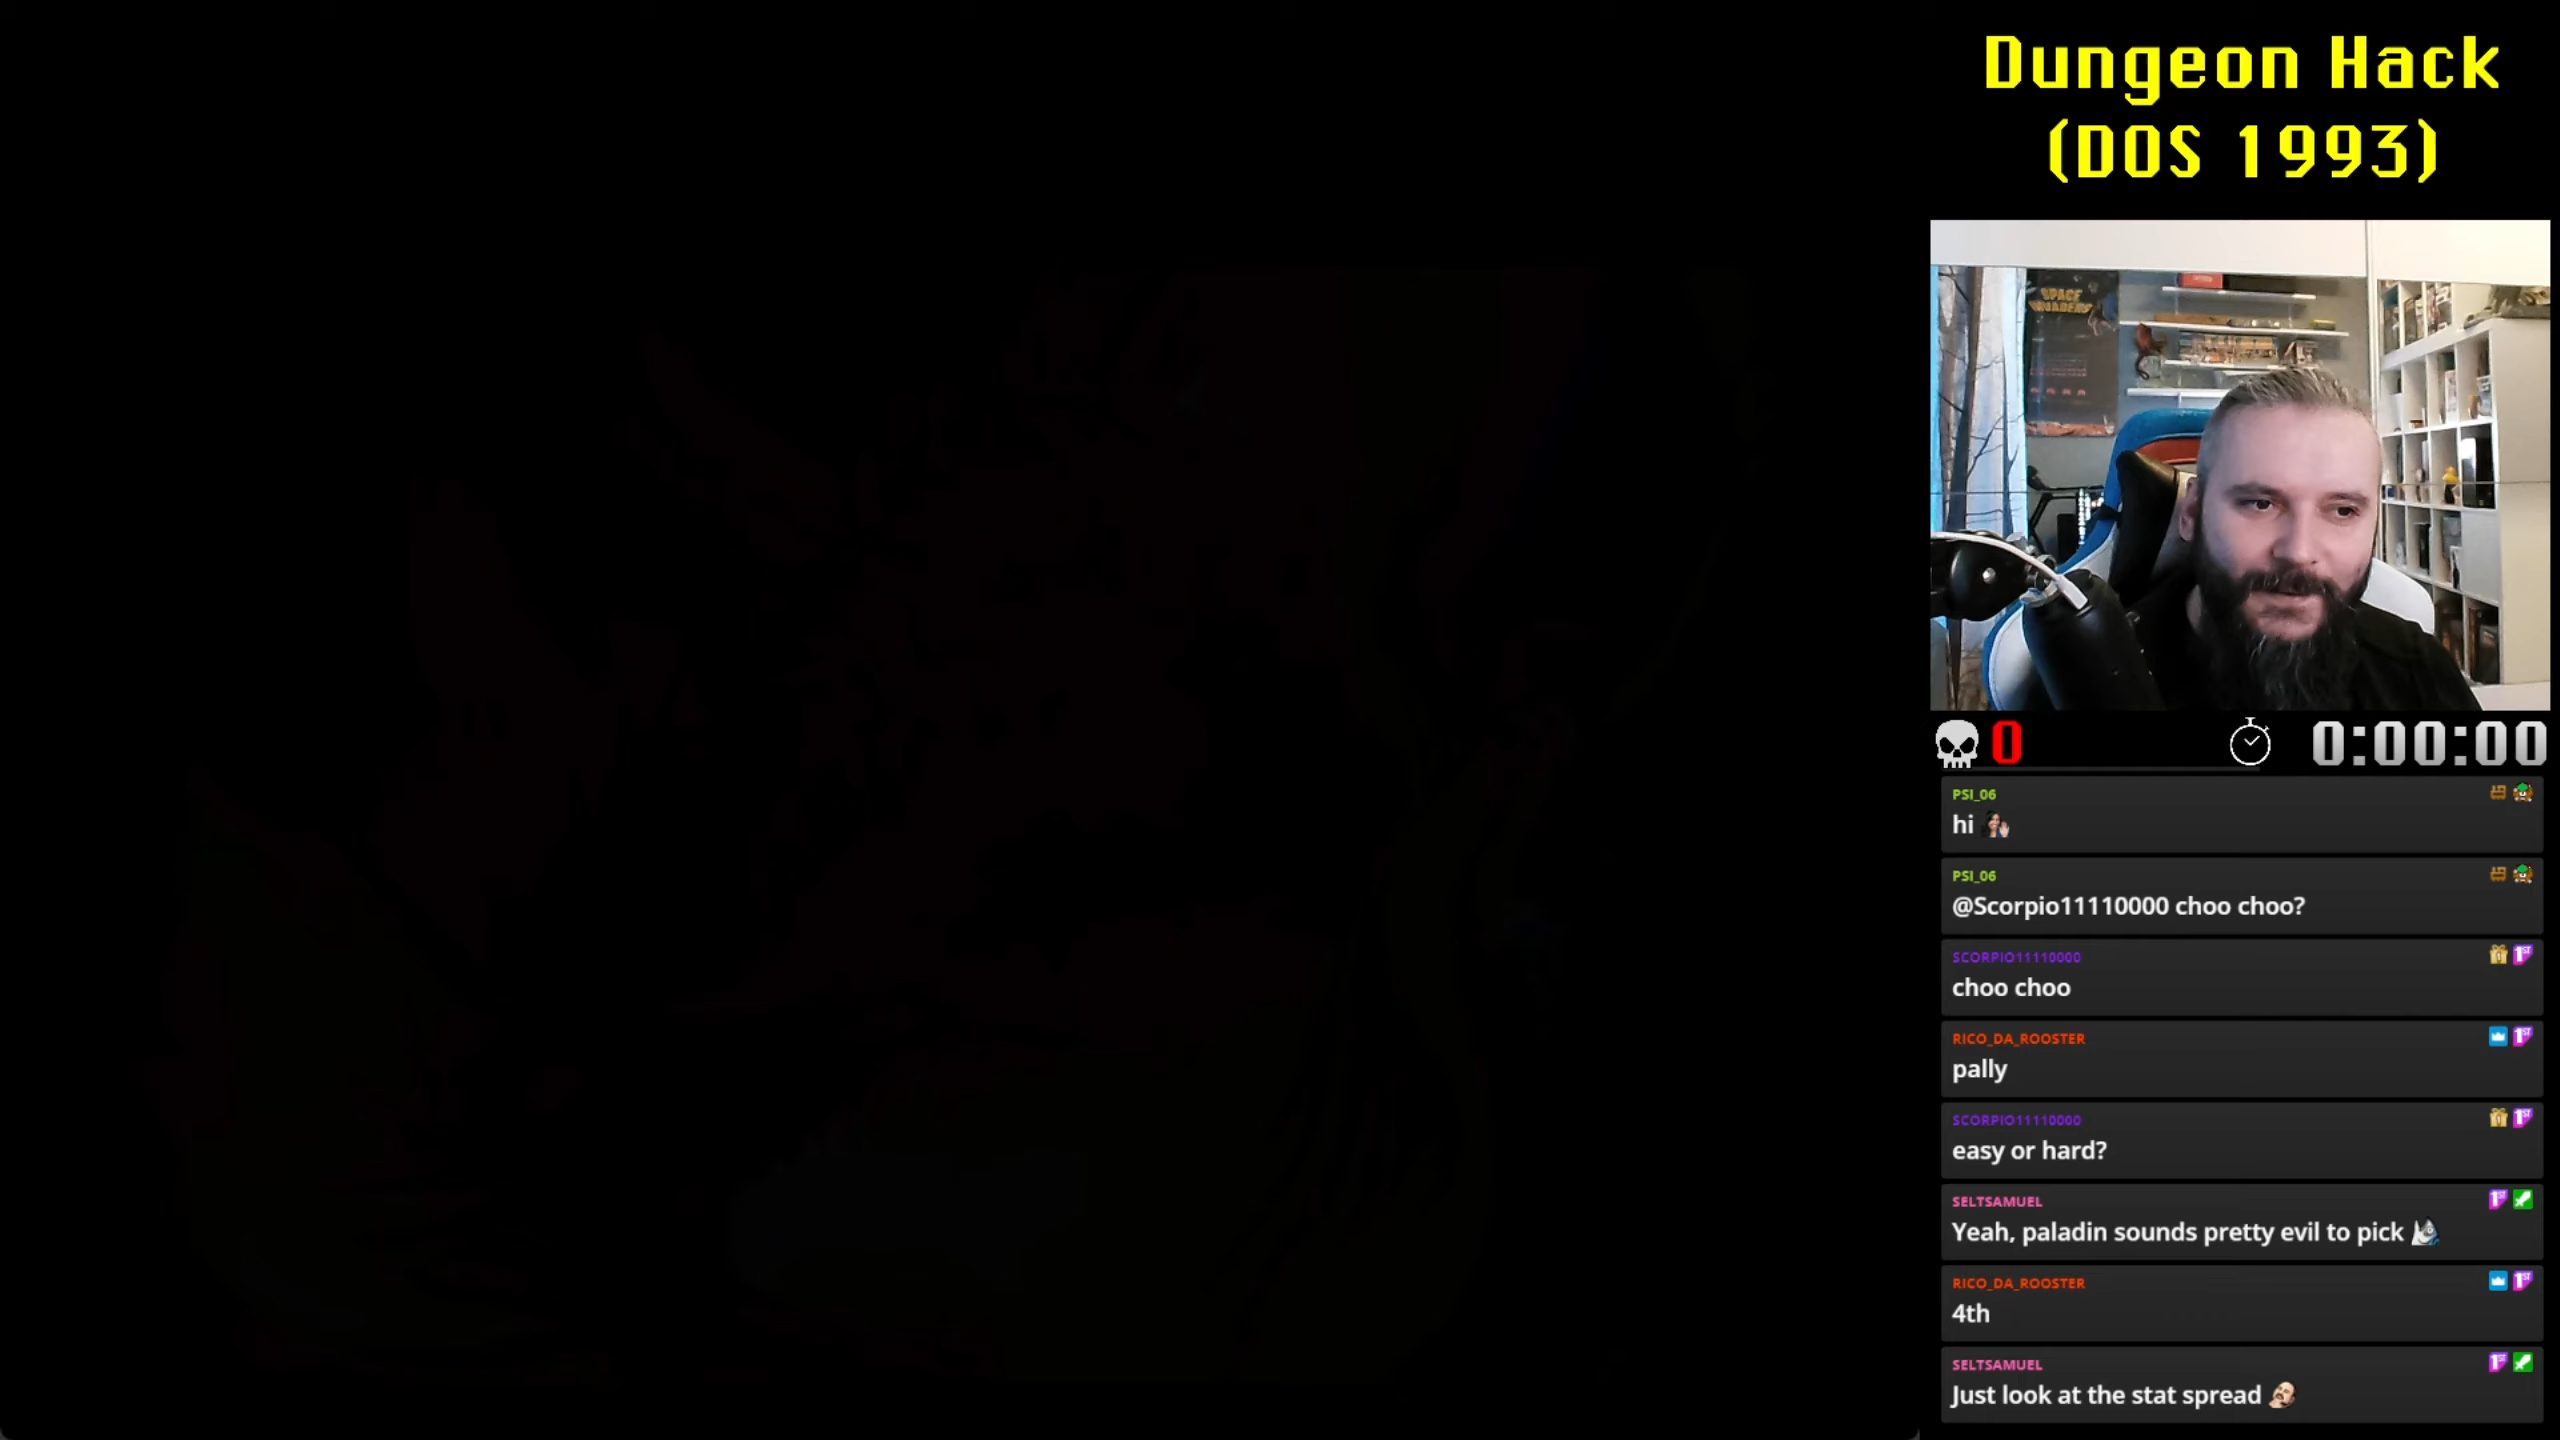 Dungeon Hack
(DOS 1993)
SPACE
INVADERS
0
0:00:00
PSI_06
hi
PSI_06
@Scorpio11110000 choo choo?
SCORPIO11110000
choo choo
RICO_DA_ROOSTER
pally
SCORPIO11110000
easy or hard?
SELTSAMUEL
Yeah, paladin sounds pretty evil to pick
RICO_DA_ROOSTER
4th
SELTSAMUEL
Just look at the stat spread